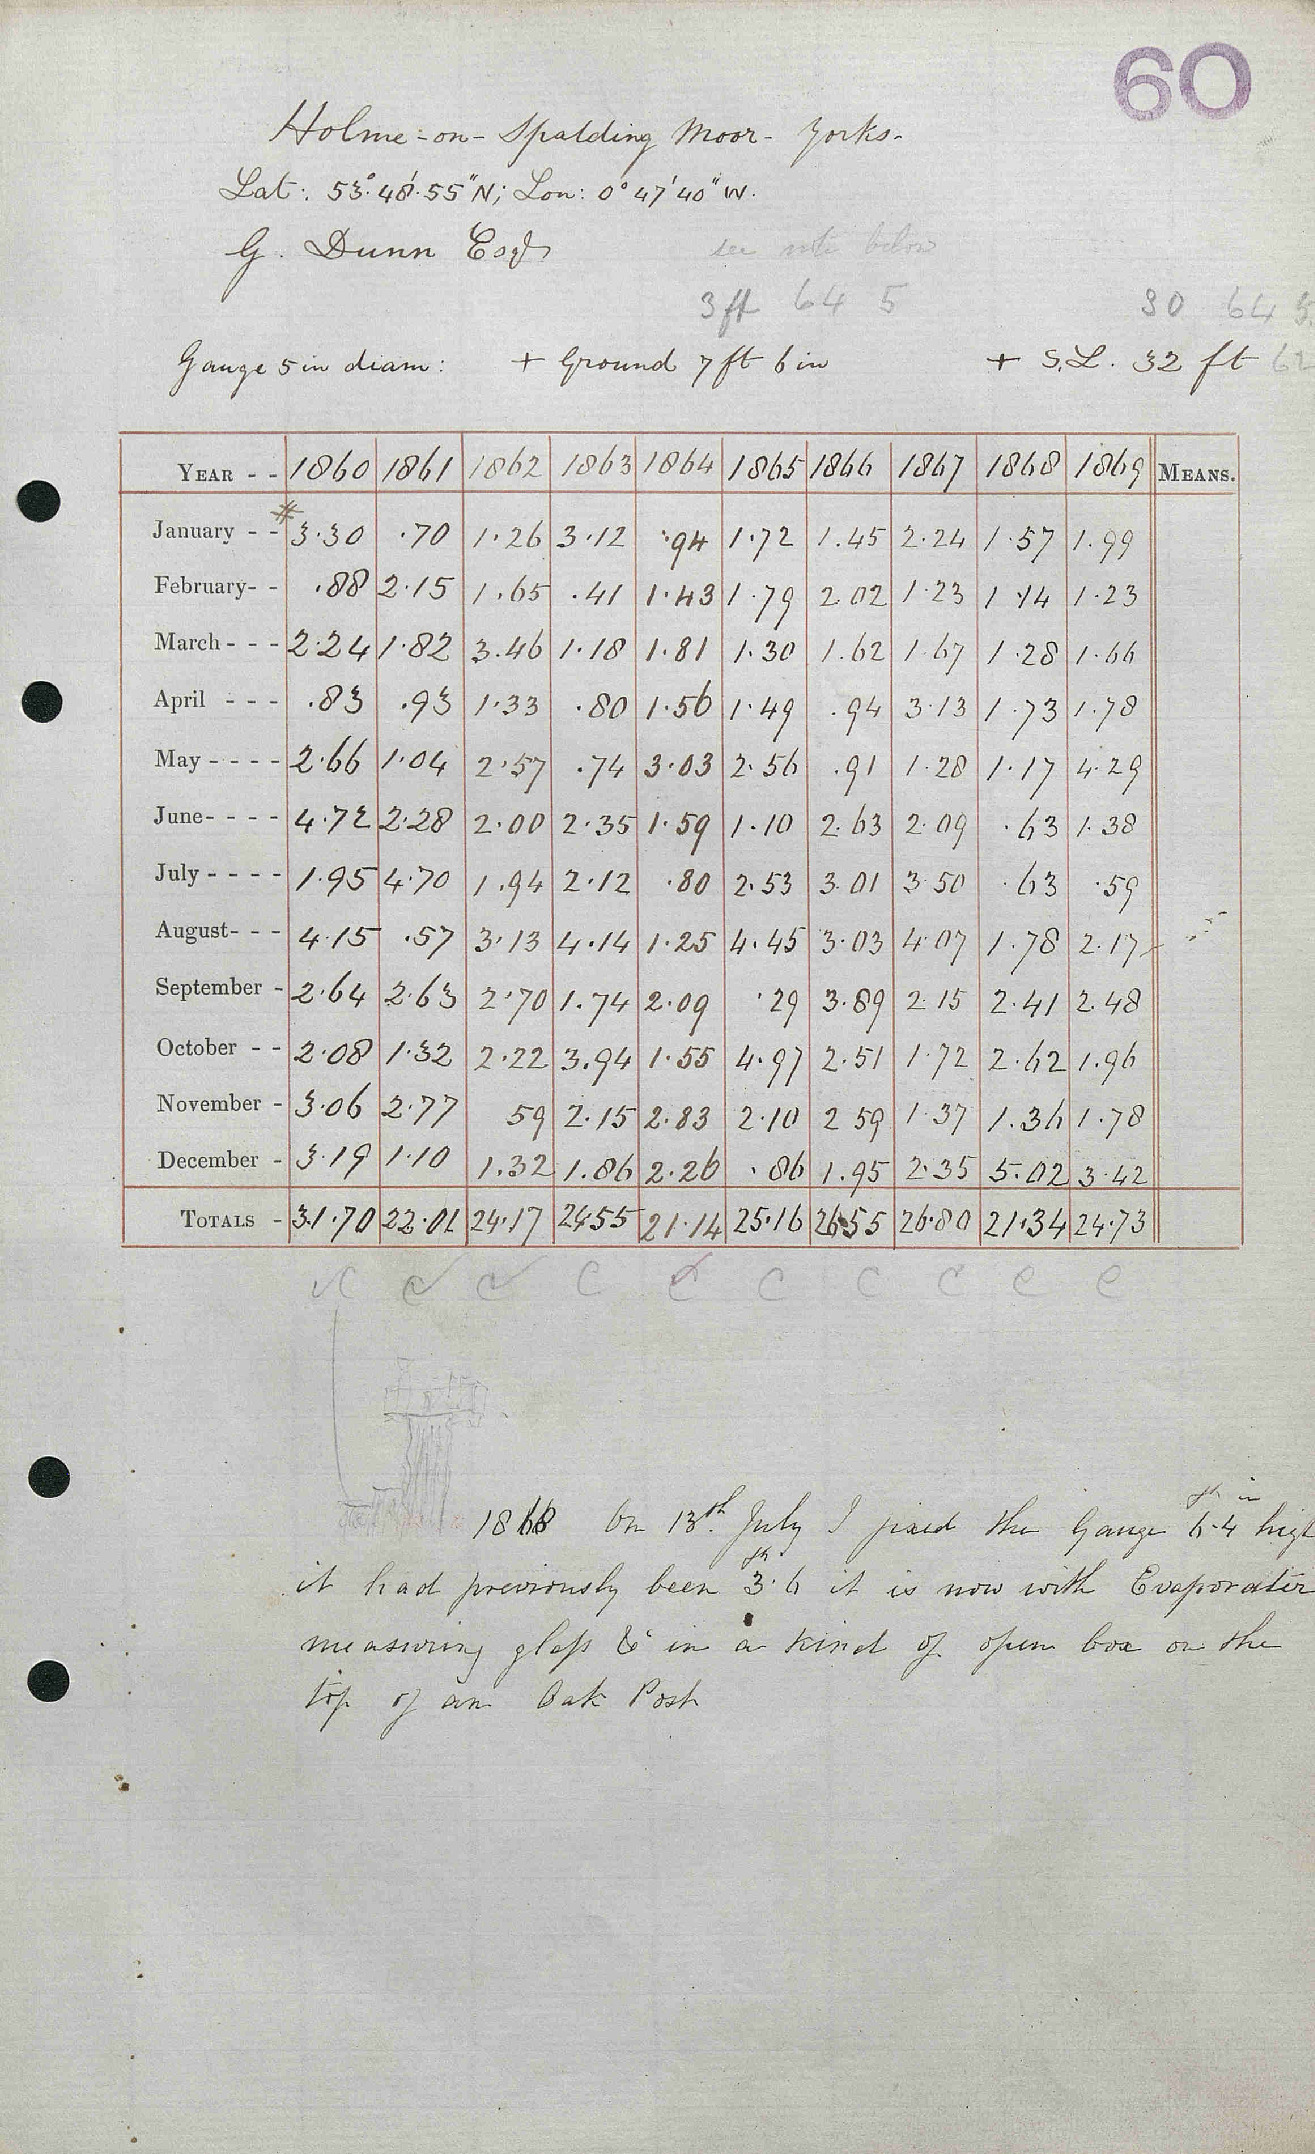 60
Holme-on-Spalding Moor- Yorks-
Lat: 53°48'55"N; Lon: 0°47'40"W.
G. Dunn Esqr
see note below
3ft 64 5 30 64 5
Gauge 5 in diam: + Ground 7 ft 6 in + S.L. 32 ft
YEAR - - 1860 1861 1862 1863 1864 1865 1866 1867 1868 1869 MEANS.
January - - 3.30 .70 1.26 3.12 .94 1.72 1.45 2.24 1.57 1.99
February- - .88 2.15 1.65 .41 1.43 1.79 2.02 1.23 1.14 1.23
March - - - 2.24 1.82 3.46 1.18 1.81 1.30 1.62 1.67 1.28 1.66
April - - - .83 .93 1.33 .80 1.56 1.49 .94 3.13 1.73 1.78
May - - - - 2.66 1.04 2.57 .74 3.03 2.56 .91 1.28 1.17 4.29
June- - - - 4.72 2.28 2.00 2.35 1.59 1.10 2.63 2.09 .63 1.38
July - - - - 1.95 4.70 1.94 2.12 .80 2.53 3.01 3.50 .63 .59
August- - - 4.15 .57 3.13 4.14 1.25 4.45 3.03 4.07 1.78 2.17
September - 2.64 2.63 2.70 1.74 2.09 .29 3.89 2.15 2.41 2.48
October - - 2.08 1.32 2.22 3.94 1.55 4.97 2.51 1.72 2.62 1.96
November - 3.06 2.77 59 2.15 2.83 2.10 2 59 1.37 1.36 1.78
December - 3.19 1.10 1.32 1.86 2.26 .86 1.95 2.35 5.02 3.42
TOTALS - 31.70 22.01 24.17 2455 21.14 25.16 26.55 26.80 21.34 24.73
C C C C C C C C C C
1868 On 13th July I fixed the Gauge 6ft.4in high
it had previously been 3ft.6 it is now with Evaporater
measuring glass &c in a kind of open box on the
top of an Oak Post